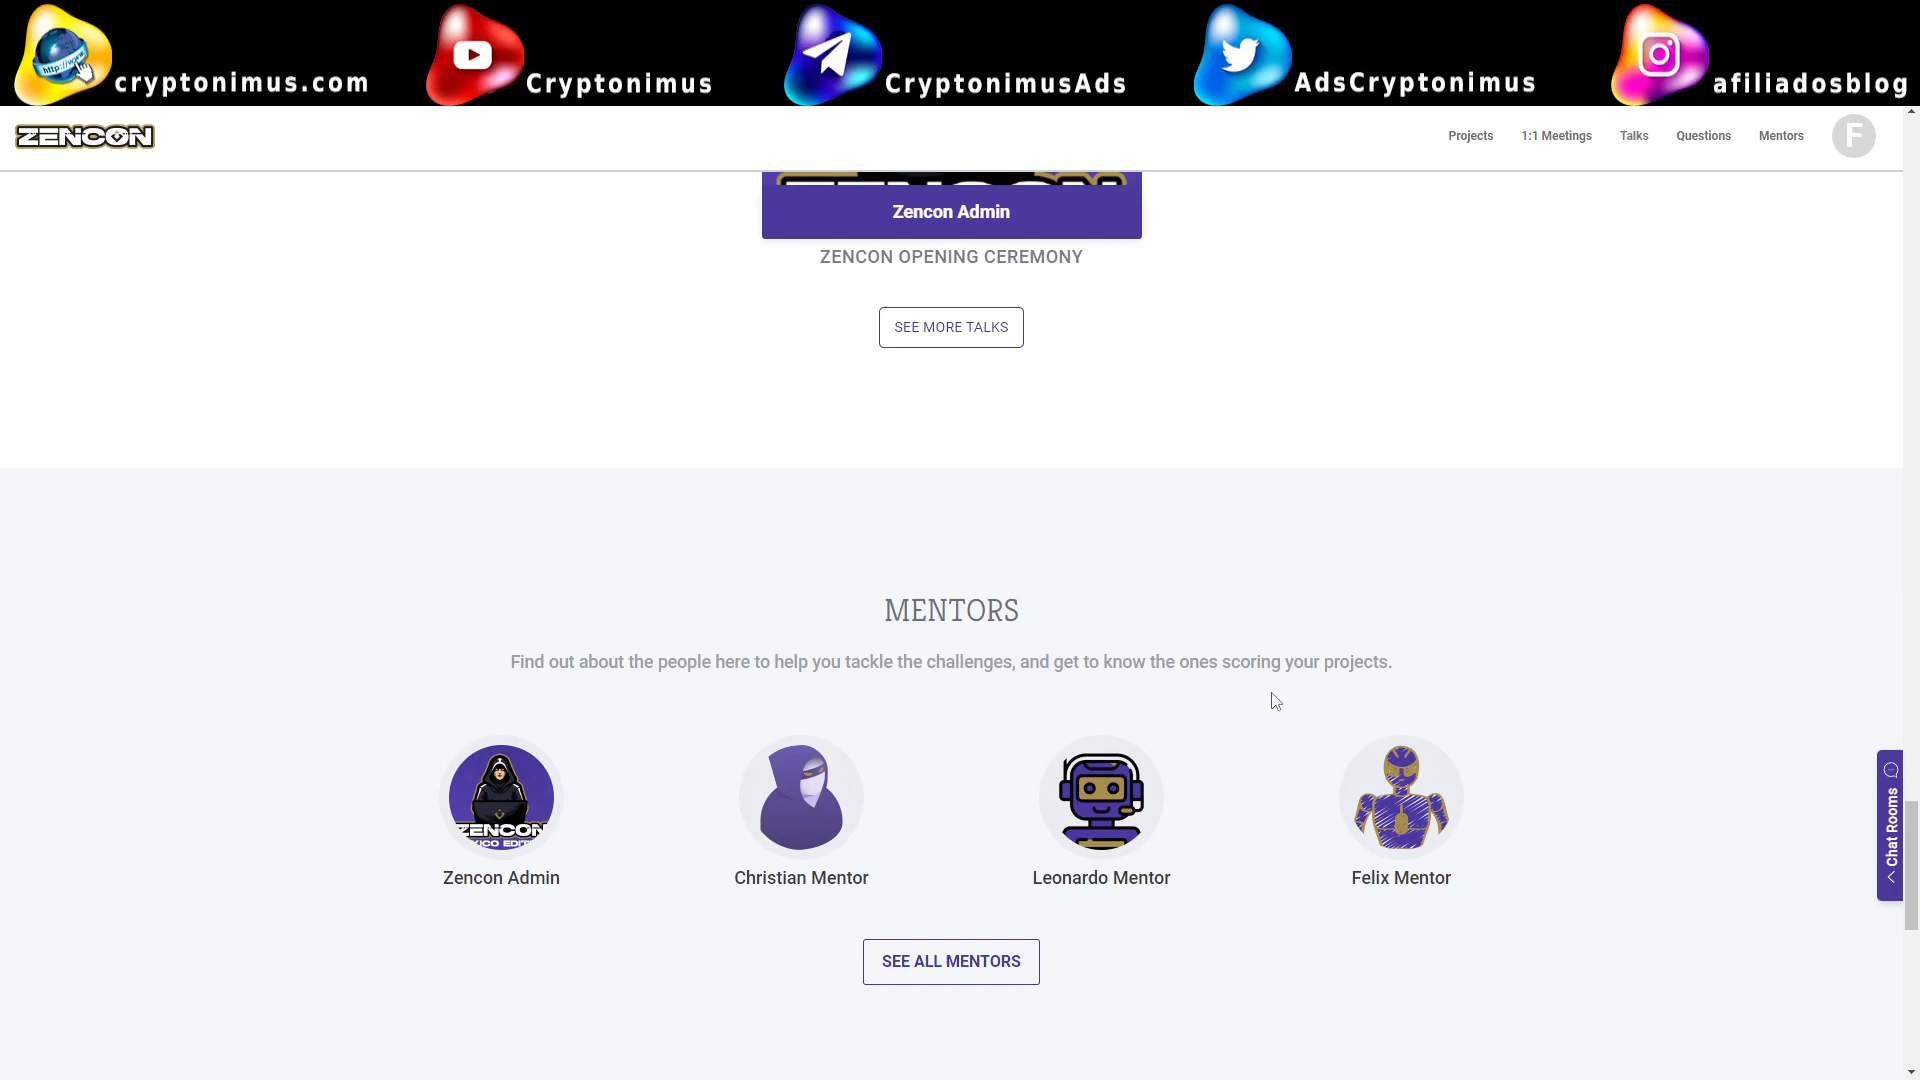 http://www
cryptonimus.com
Cryptonimus
CryptonimusAds
AdsCryptonimus
afiliadosblog
ZENCON
Projects
1:1 Meetings
Talks
Questions
Mentors
F
Zencon Admin
ZENCON OPENING CEREMONY
SEE MORE TALKS
MENTORS
Find out about the people here to help you tackle the challenges, and get to know the ones scoring your projects.
ZENCON
Zencon Admin
Christian Mentor
Leonardo Mentor
Felix Mentor
SEE ALL MENTORS
Chat Rooms